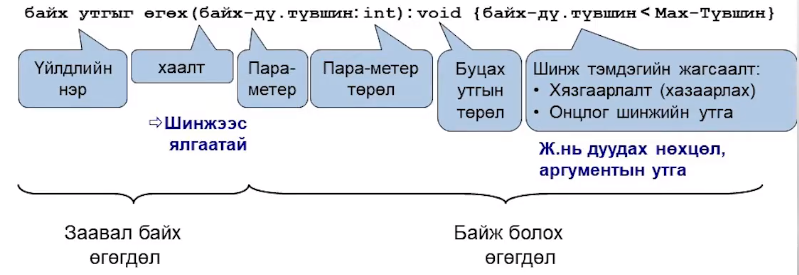 байх утгыг өгөх(байх-дү.түвшин:int):void {байх-дү.түвшин < Max-Түвшин}
Үйлдлийн
нэр
хаалт
Пара-
метер
Пара-метер
төрөл
Буцах
утгын
төрөл
Шинж тэмдэгийн жагсаалт:
• Хязгаарлалт (хазаарлах)
• Онцлог шинжийн утга
⇨Шинжээс
ялгаатай
Ж.нь дуудах нөхцөл,
аргументын утга
Заавал байх
өгөгдөл
Байж болох
өгөгдөл